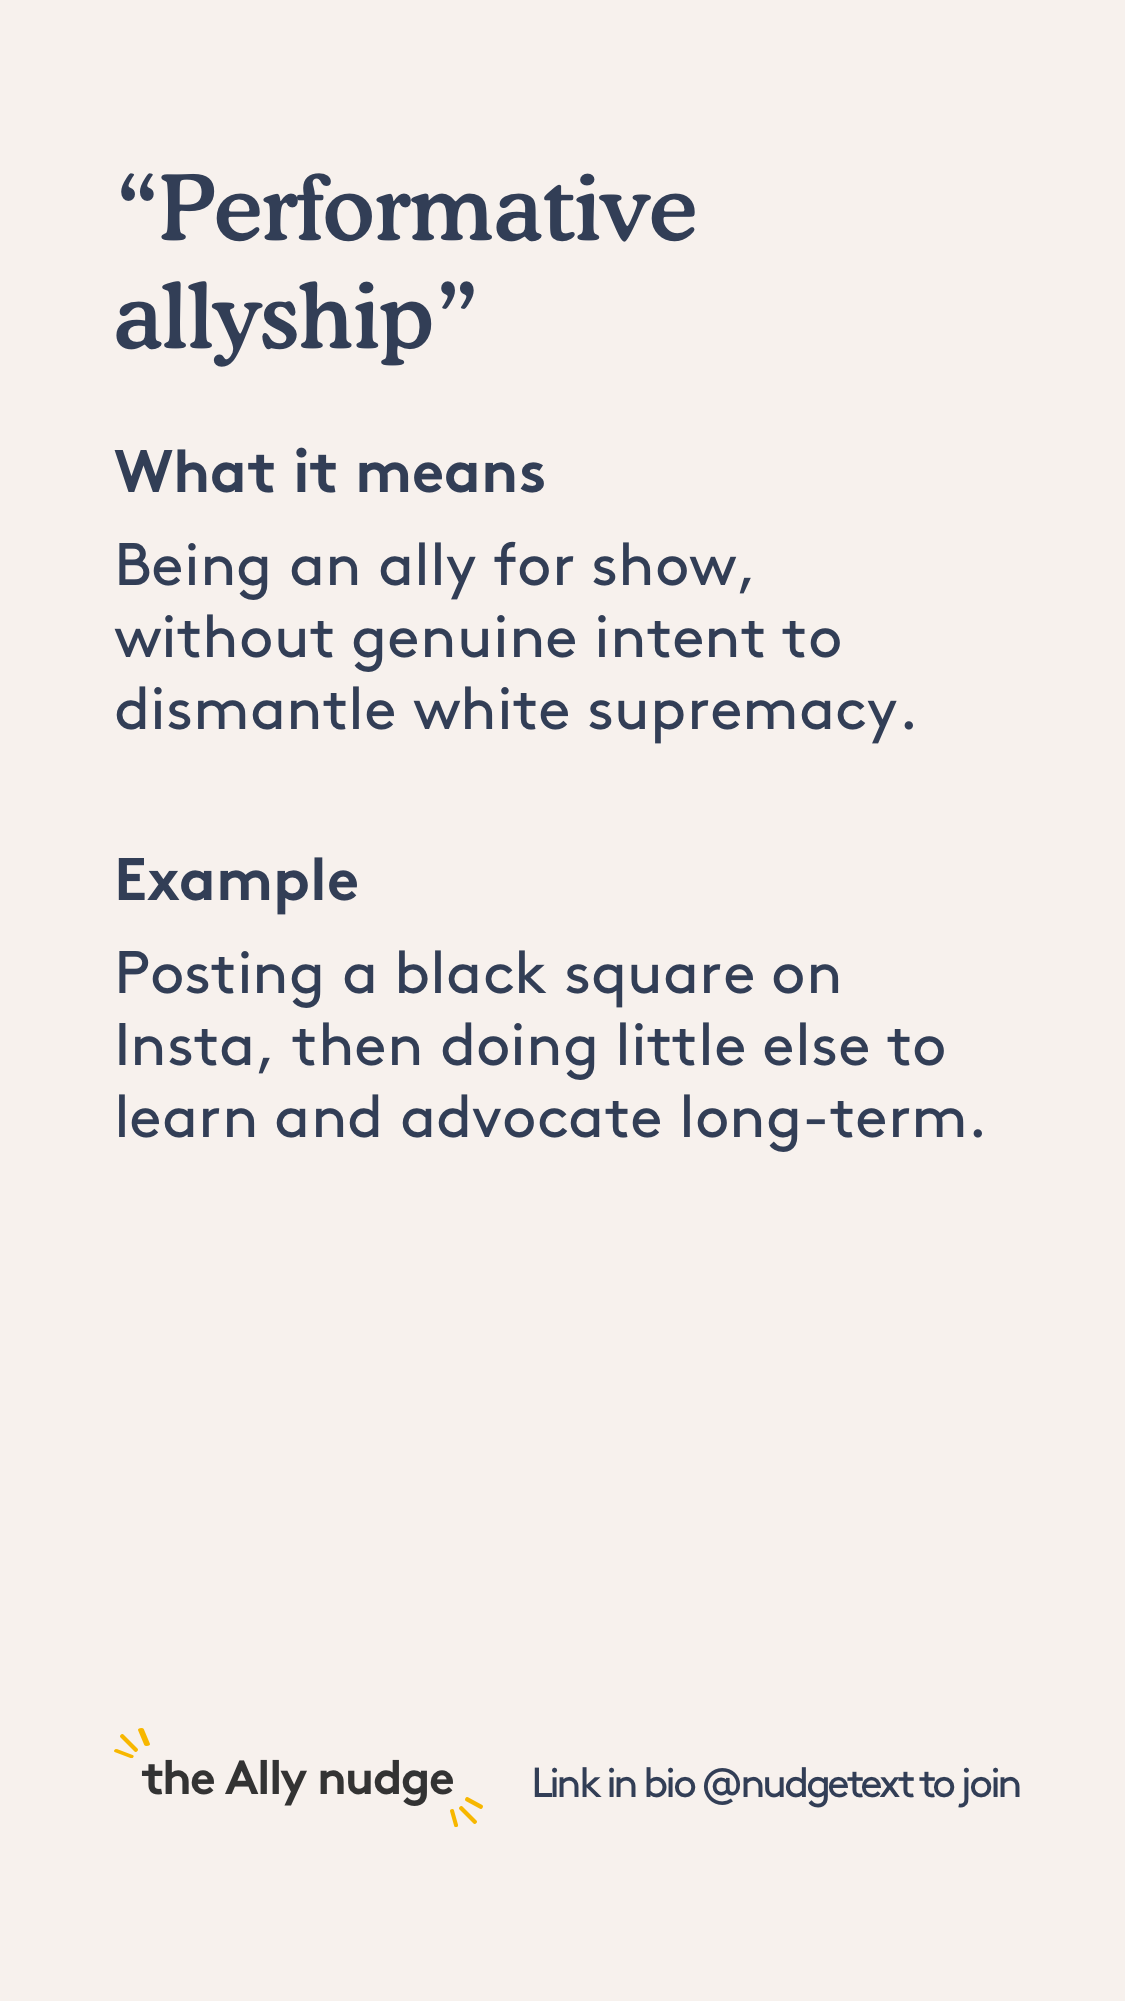 “Performative
allyship”
What it means
Being an ally for show,
without genuine intent to
dismantle white supremacy.
Example
Posting a black square on
Insta, then doing little else to
learn and advocate long-term.
the Ally nudge
Link in bio @nudgetext to join